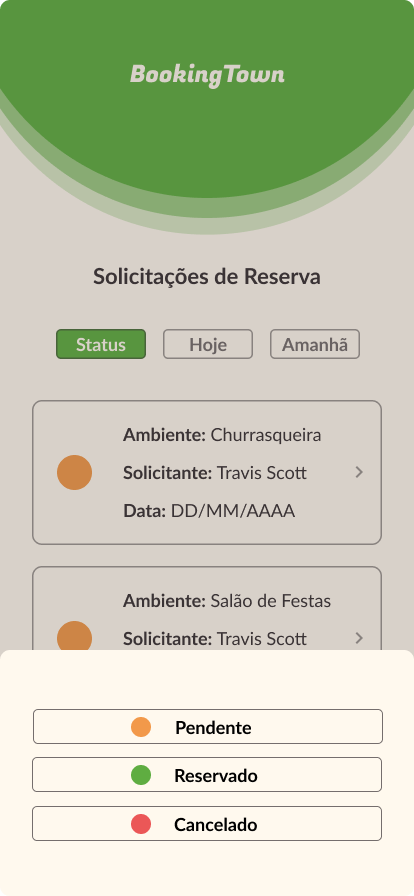 BookingTown
Solicitações de Reserva
Status Hoje Amanhã
Ambiente: Churrasqueira
Solicitante: Travis Scott
Data: DD/MM/AAAA
Ambiente: Salão de Festas
Solicitante: Travis Scott
Pendente
Reservado
Cancelado